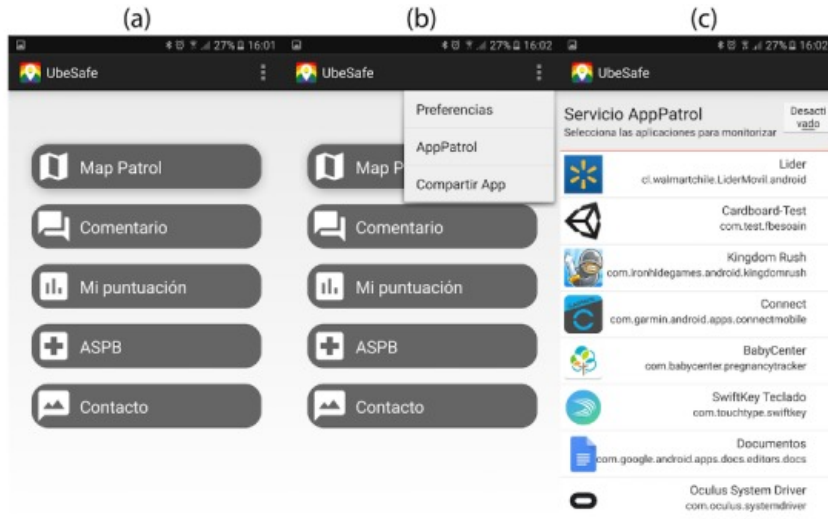 (a)
27% 16:01
UbeSafe
Map Patrol
Comentario
Mi puntuación
ASPB
Contacto
(b)
27% 16:02
UbeSafe
Preferencias
AppPatrol
Compartir App
Map P
Comentario
Mi puntuación
ASPB
Contacto
(c)
27% 16:02
UbeSafe
Servicio AppPatrol
Selecciona las aplicaciones para monitorizar
Desacti
vado
Lider
cl.walmartchile.LiderMovil.android
Cardboard-Test
com.test.fbesoain
Kingdom Rush
com.ironhidegames.android.kingdomrush
Connect
com.garmin.android.apps.connectmobile
BabyCenter
com.babycenter.pregnancytracker
SwiftKey Teclado
com.touchtype.swiftkey
Documentos
com.google.android.apps.docs.editors.docs
Oculus System Driver
com.oculus.systemdriver